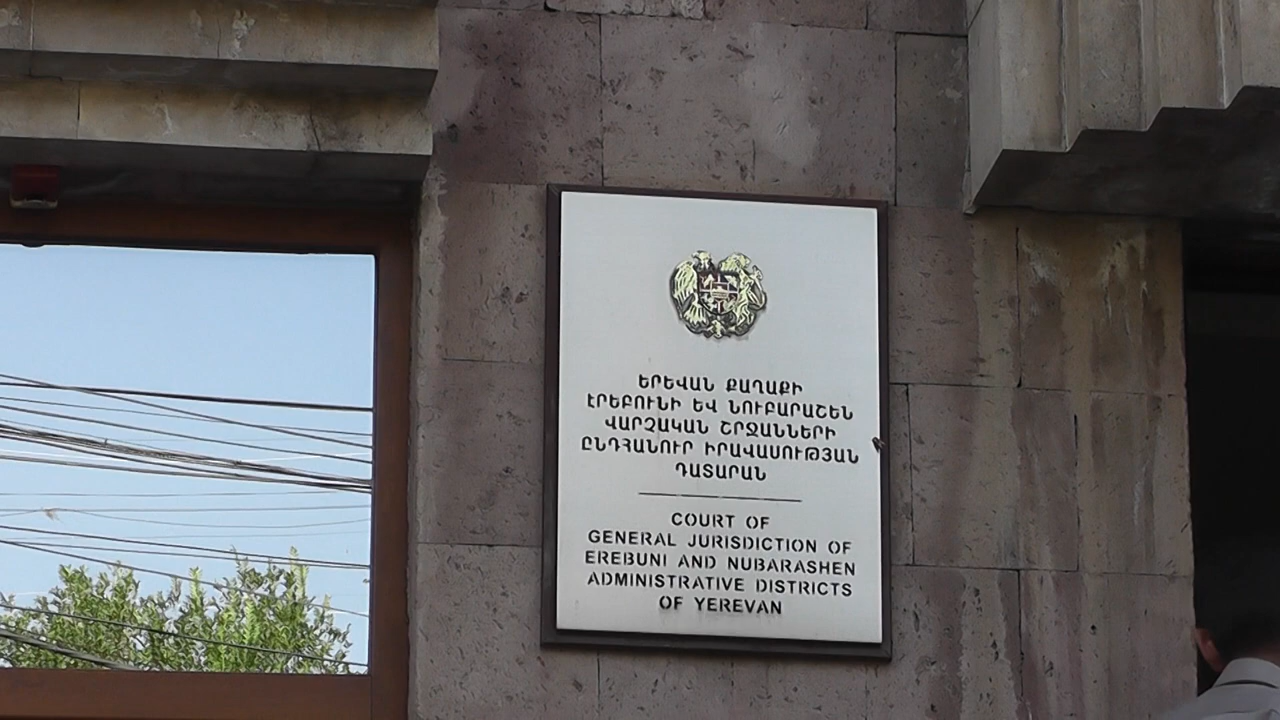 ԵՐԵՎԱՆ ՔԱՂԱՔԻ
ԷՐԵԲՈՒՆԻ ԵՎ ՆՈՒԲԱՐԱՇԵՆ
ՎԱՐՉԱԿԱՆ ՇՐՋԱՆՆԵՐԻ
ԸՆԴՀԱՆՈՒՐ ԻՐԱՎԱՍՈՒԹՅԱՆ
ԴԱՏԱՐԱՆ
COURT OF
GENERAL JURISDICTION OF
EREBUNI AND NUBARASHEN
ADMINISTRATIVE DISTRICTS
OF YEREVAN